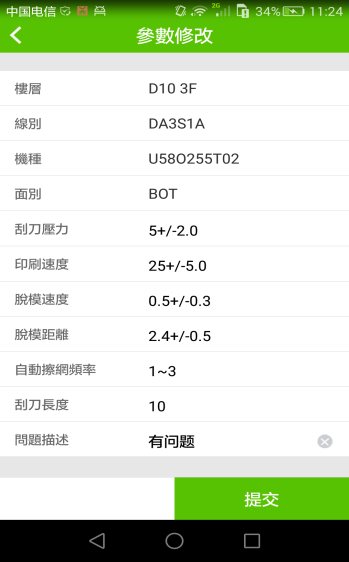 中国电信 2G 34% 11:24
參數修改
樓層 D10 3F
線別 DA3S1A
機種 U58O255T02
面別 BOT
刮刀壓力 5+/-2.0
印刷速度 25+/-5.0
脫模速度 0.5+/-0.3
脫模距離 2.4+/-0.5
自動擦網頻率 1~3
刮刀長度 10
問題描述 有问题
提交